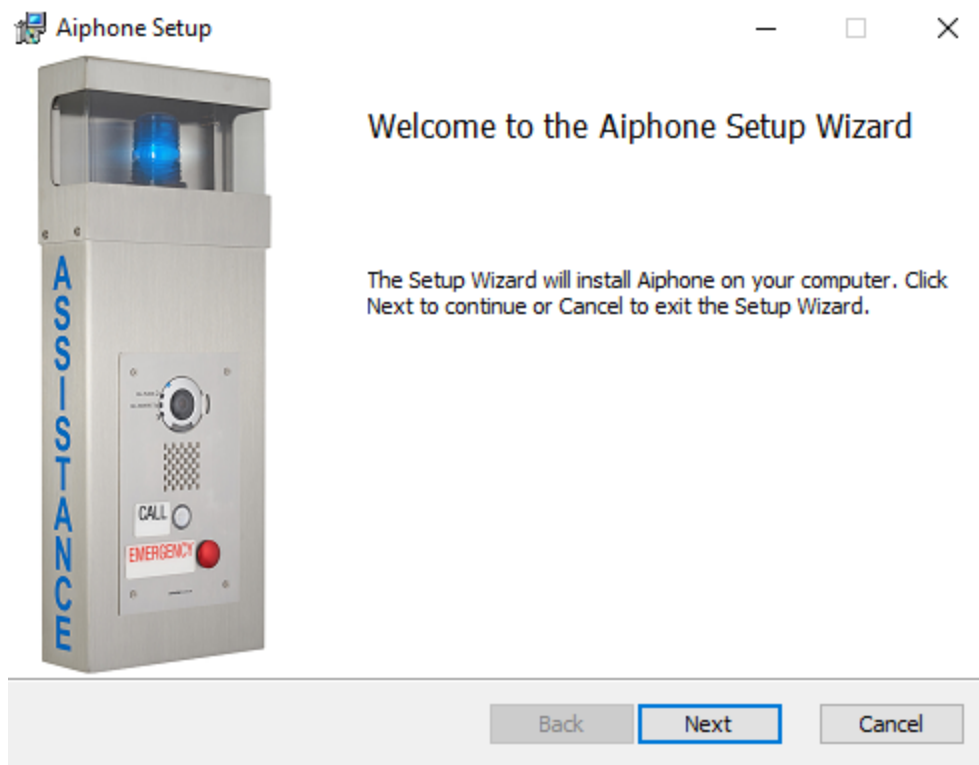 Aiphone Setup
Welcome to the Aiphone Setup Wizard
The Setup Wizard will install Aiphone on your computer. Click
Next to continue or Cancel to exit the Setup Wizard.
ASSISTANCE
CALL
EMERGENCY
Back
Next
Cancel